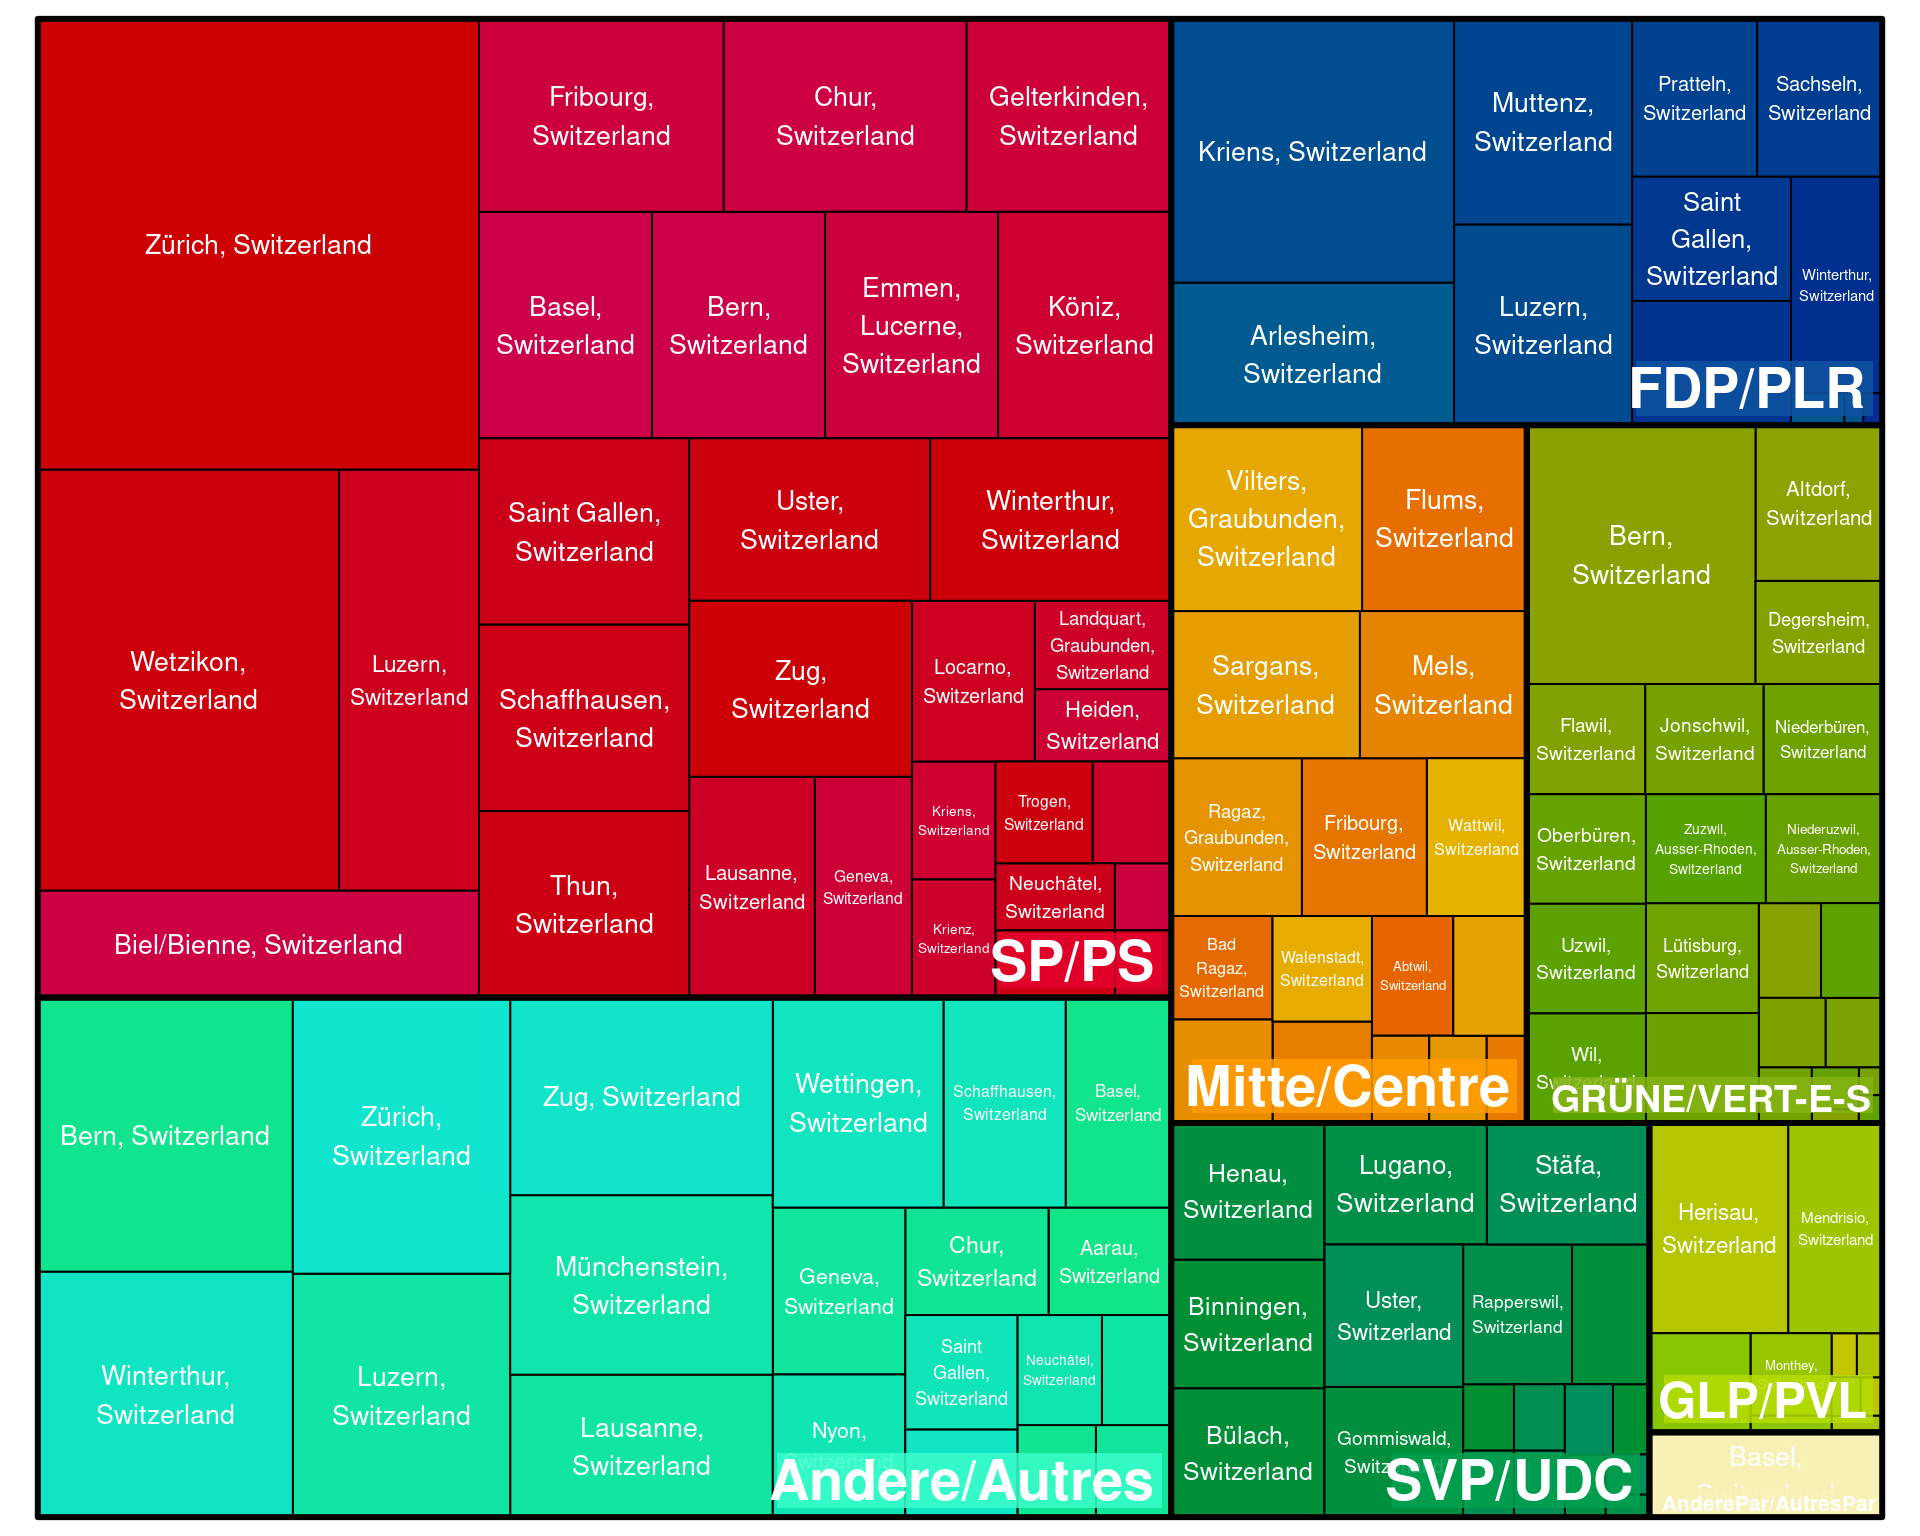 Zürich, Switzerland
Wetzikon,
Switzerland
Luzern,
Switzerland
Biel/Bienne, Switzerland
Fribourg,
Switzerland
Chur,
Switzerland
Gelterkinden,
Switzerland
Basel,
Switzerland
Bern,
Switzerland
Emmen,
Lucerne,
Switzerland
Köniz,
Switzerland
Saint Gallen,
Switzerland
Uster,
Switzerland
Winterthur,
Switzerland
Schaffhausen,
Switzerland
Thun,
Switzerland
Zug,
Switzerland
Locarno,
Switzerland
Landquart,
Graubunden,
Switzerland
Heiden,
Switzerland
Lausanne,
Switzerland
Geneva,
Switzerland
Kriens,
Switzerland
Trogen,
Switzerland
Neuchâtel,
Switzerland
Krienz,
Switzerland
SP/PS
Kriens, Switzerland
Arlesheim,
Switzerland
Muttenz,
Switzerland
Luzern,
Switzerland
Pratteln,
Switzerland
Sachseln,
Switzerland
Saint
Gallen,
Switzerland
Winterthur,
Switzerland
FDP/PLR
Vilters,
Graubunden,
Switzerland
Flums,
Switzerland
Sargans,
Switzerland
Mels,
Switzerland
Ragaz,
Graubunden,
Switzerland
Fribourg,
Switzerland
Wattwil,
Switzerland
Bad
Ragaz,
Switzerland
Walenstadt,
Switzerland
Abtwil,
Switzerland
Mitte/Centre
Bern,
Switzerland
Altdorf,
Switzerland
Degersheim,
Switzerland
Flawil,
Switzerland
Jonschwil,
Switzerland
Niederbüren,
Switzerland
Oberbüren,
Switzerland
Zuzwil,
Ausser-Rhoden,
Switzerland
Niederuzwil,
Ausser-Rhoden,
Switzerland
Uzwil,
Switzerland
Lütisburg,
Switzerland
Wil,
Switzerland
GRÜNE/VERT-E-S
Bern, Switzerland
Winterthur,
Switzerland
Zürich,
Switzerland
Luzern,
Switzerland
Zug, Switzerland
Münchenstein,
Switzerland
Lausanne,
Switzerland
Wettingen,
Switzerland
Schaffhausen,
Switzerland
Basel,
Switzerland
Geneva,
Switzerland
Chur,
Switzerland
Aarau,
Switzerland
Saint
Gallen,
Switzerland
Neuchâtel,
Switzerland
Nyon,
Switzerland
Andere/Autres
Henau,
Switzerland
Binningen,
Switzerland
Bülach,
Switzerland
Lugano,
Switzerland
Stäfa,
Switzerland
Uster,
Switzerland
Rapperswil,
Switzerland
Gommiswald,
Switzerland
SVP/UDC
Herisau,
Switzerland
Mendrisio,
Switzerland
Monthey,
GLP/PVL
Basel,
AnderePar/AutresPar